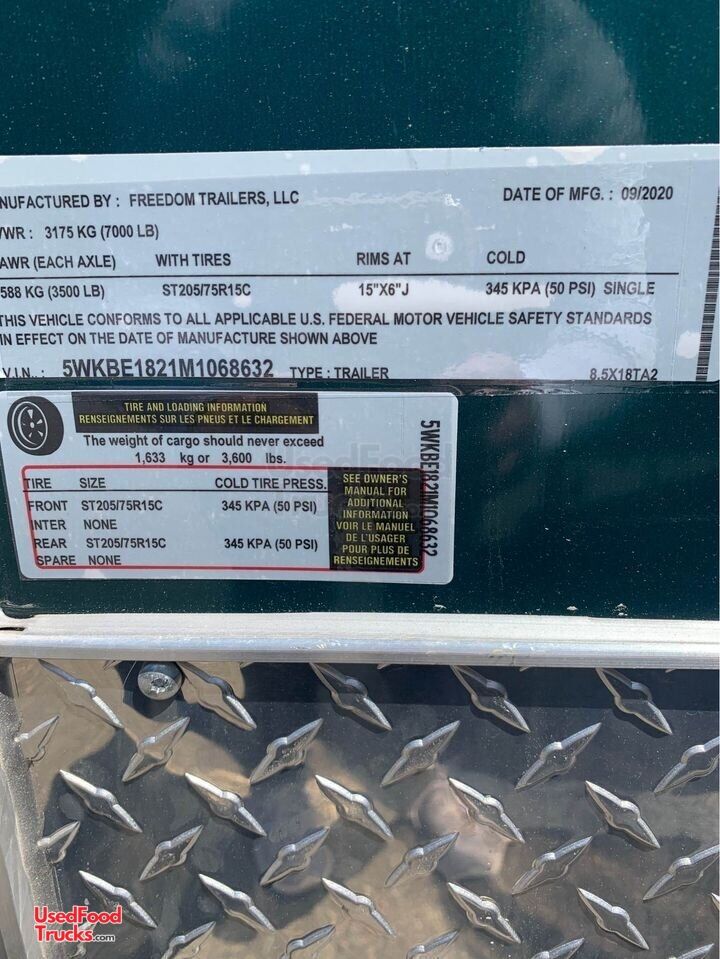 NUFACTURED BY : FREEDOM TRAILERS, LLC DATE OF MFG. : 09/2020
VWR : 3175 KG (7000 LB)
AWR (EACH AXLE) WITH TIRES RIMS AT COLD
588 KG (3500 LB) ST205/75R15C 15"X6"J 345 KPA (50 PSI) SINGLE
THIS VEHICLE CONFORMS TO ALL APPLICABLE U.S. FEDERAL MOTOR VEHICLE SAFETY STANDARDS
IN EFFECT ON THE DATE OF MANUFACTURE SHOWN ABOVE
V.I.N.: 5WKBE1821M1068632 TYPE : TRAILER 8.5X18TA2
TIRE AND LOADING INFORMATION
RENSEIGNEMENTS SUR LES PNEUS ET LE CHARGEMENT
The weight of cargo should never exceed
1,633 kg or 3,600 lbs.
TIRE SIZE COLD TIRE PRESS.
FRONT ST205/75R15C 345 KPA (50 PSI)
INTER NONE
REAR ST205/75R15C 345 KPA (50 PSI)
SPARE NONE
SEE OWNER'S
MANUAL FOR
ADDITIONAL
INFORMATION
VOIR LE MANUEL
DE L'USAGER
POUR PLUS DE
RENSEIGNEMENTS
5WKBE1821M1068632
UsedFood
Trucks.com